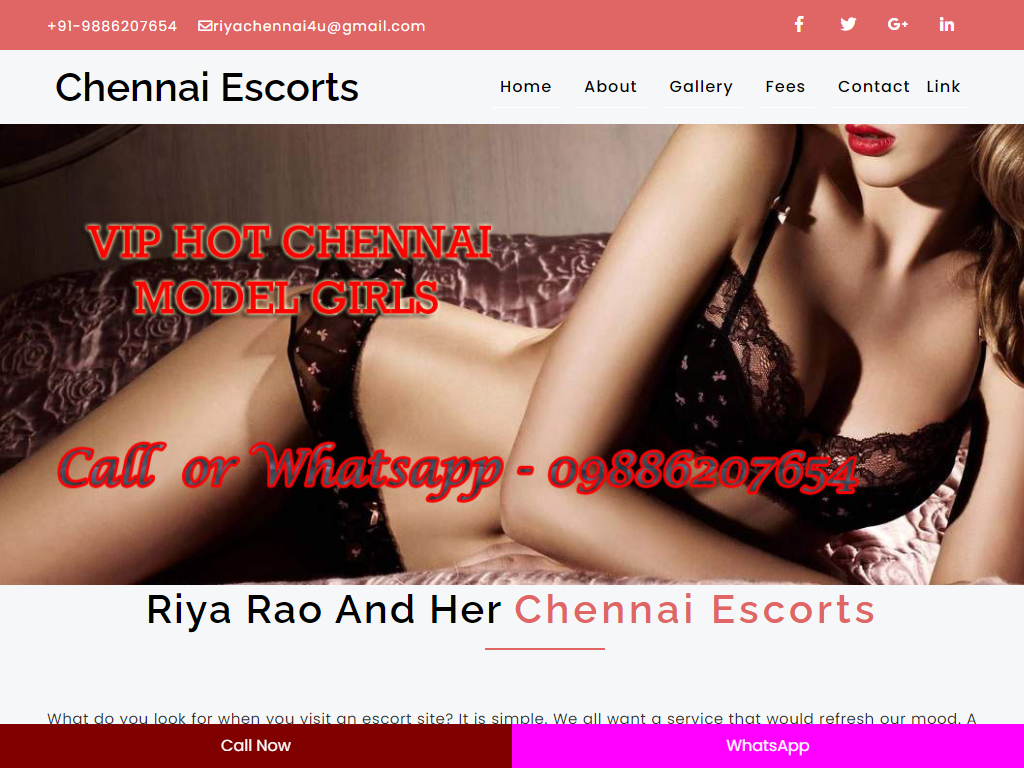 +91-9886207654 riyachennai4u@gmail.com
Chennai Escorts
Home About Gallery Fees Contact Link
VIP HOT CHENNAI
MODEL GIRLS
Call or Whatsapp - 09886207654
Riya Rao And Her Chennai Escorts
What do you look for when you visit an escort site? It is simple. We all want a service that would refresh our mood. A
Call Now WhatsApp